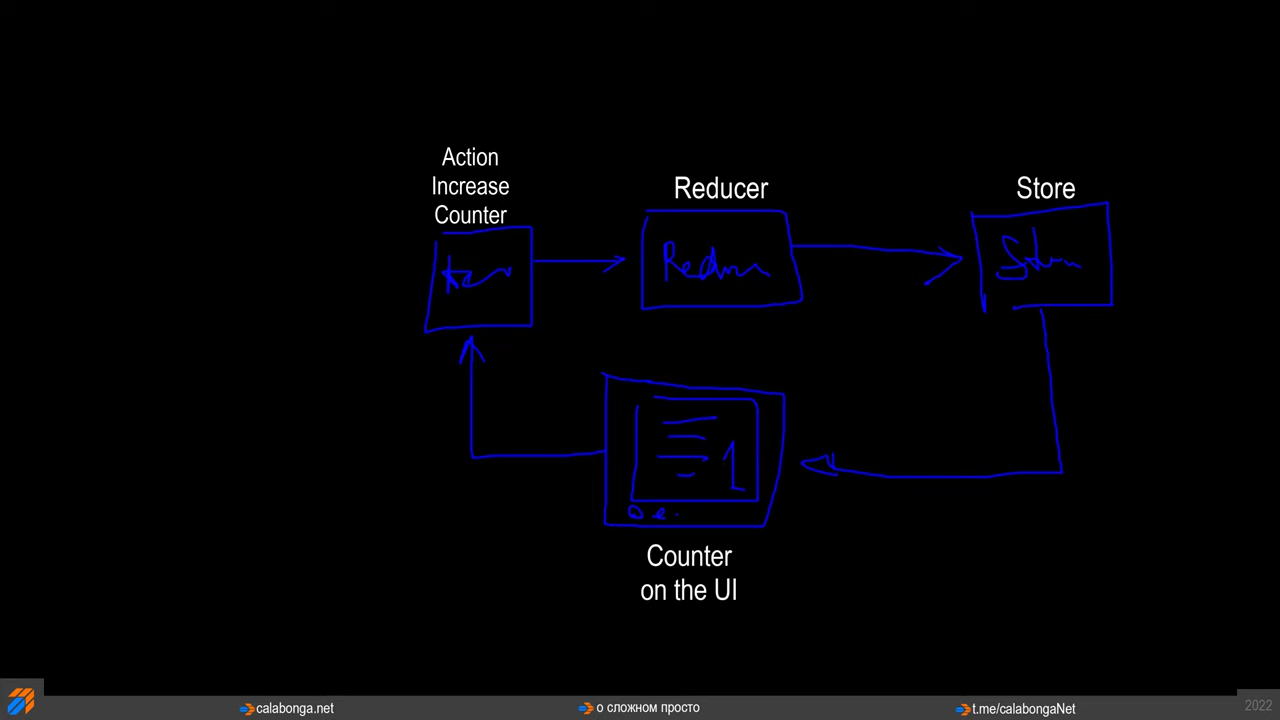 Action
Increase
Counter
Reducer
Store
Counter
on the UI
calabonga.net
о сложном просто
t.me/calabongaNet
2022